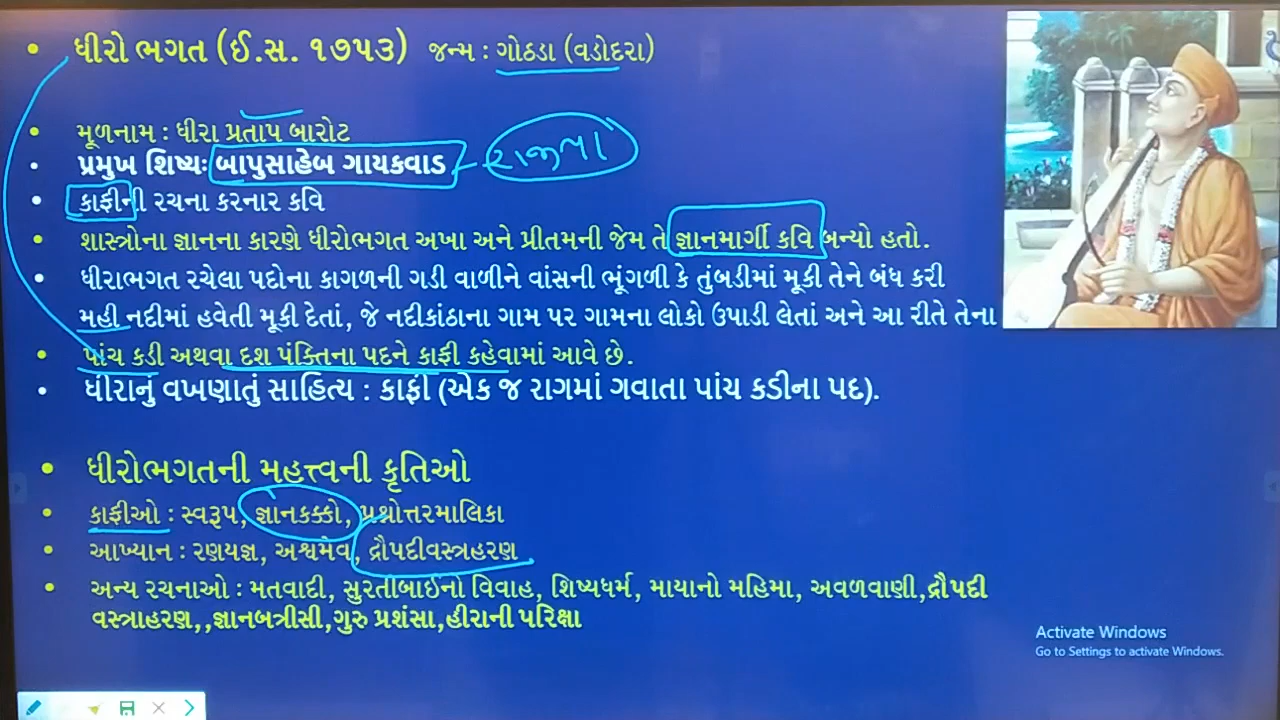 ધીરો ભગત (ઈ.સ. ૧૭૫૩) જન્મ : ગોઠડા (વડોદરા)
મૂળનામ : ધીરા પ્રતાપ બારોટ
પ્રમુખ શિષ્યઃ બાપુસાહેબ ગાયકવાડ
કાફીની રચના કરનાર કવિ
શાસ્ત્રોના જ્ઞાનના કારણે ધીરોભગત અખા અને પ્રીતમની જેમ તે જ્ઞાનમાર્ગી કવિ બન્યો હતો.
ધીરાભગત રચેલા પદોના કાગળની ગડી વાળીને વાંસની ભૂંગળી કે તુંબડીમાં મૂકી તેને બંધ કરી
મહી નદીમાં હવેતી મૂકી દેતાં, જે નદીકાંઠાના ગામ પર ગામના લોકો ઉપાડી લેતાં અને આ રીતે તેના
પાંચ કડી અથવા દશ પંક્તિના પદને કાફી કહેવામાં આવે છે.
ધીરાનું વખણાતું સાહિત્ય : કાફી (એક જ રાગમાં ગવાતા પાંચ કડીના પદ).
ધીરોભગતની મહત્ત્વની કૃતિઓ
કાફીઓ : સ્વરૂપ, જ્ઞાનકક્કો, પ્રશ્નોત્તરમાલિકા
આખ્યાન : રણયજ્ઞ, અશ્વમેવ, દ્રૌપદીવસ્ત્રહરણ
અન્ય રચનાઓ : મતવાદી, સુરતીબાઈનો વિવાહ, શિષ્યધર્મ, માયાનો મહિમા, અવળવાણી,દ્રૌપદી
વસ્ત્રાહરણ,,જ્ઞાનબત્રીસી,ગુરુ પ્રશંસા,હીરાની પરિક્ષા
Activate Windows
Go to Settings to activate Windows.